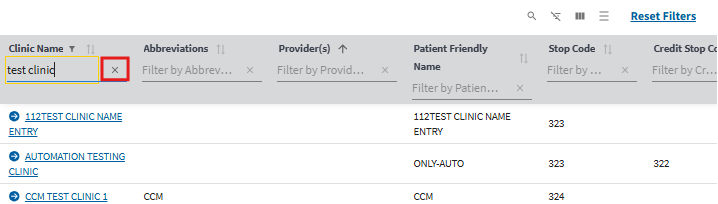 Reset Filters
Clinic Name Abbreviations Provider(s) Patient Friendly Name Stop Code Credit Stop Co
test clinic Filter by Abbrev... Filter by Provid... Filter by Patien... Filter by ... Filter by Cr...
112TEST CLINIC NAME ENTRY 112TEST CLINIC NAME ENTRY 323
AUTOMATION TESTING CLINIC ONLY-AUTO 323 322
CCM TEST CLINIC 1 CCM CCM 324